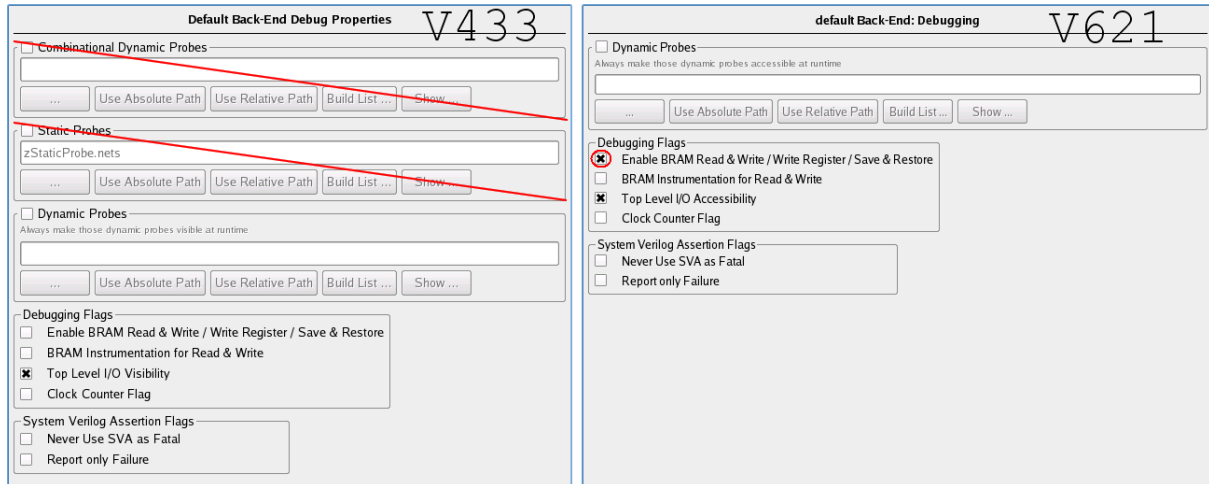 Default Back-End Debug Properties
V433
Combinational Dynamic Probes
...
Use Absolute Path
Use Relative Path
Build List ...
Show ...
Static Probes
zStaticProbe.nets
...
Use Absolute Path
Use Relative Path
Build List ...
Show ...
Dynamic Probes
Always make those dynamic probes visible at runtime
...
Use Absolute Path
Use Relative Path
Build List ...
Show ...
Debugging Flags
Enable BRAM Read & Write / Write Register / Save & Restore
BRAM Instrumentation for Read & Write
Top Level I/O Visibility
Clock Counter Flag
System Verilog Assertion Flags
Never Use SVA as Fatal
Report only Failure
default Back-End: Debugging
V621
Dynamic Probes
Always make those dynamic probes accessible at runtime
...
Use Absolute Path
Use Relative Path
Build List ...
Show ...
Debugging Flags
Enable BRAM Read & Write / Write Register / Save & Restore
BRAM Instrumentation for Read & Write
Top Level I/O Accessibility
Clock Counter Flag
System Verilog Assertion Flags
Never Use SVA as Fatal
Report only Failure